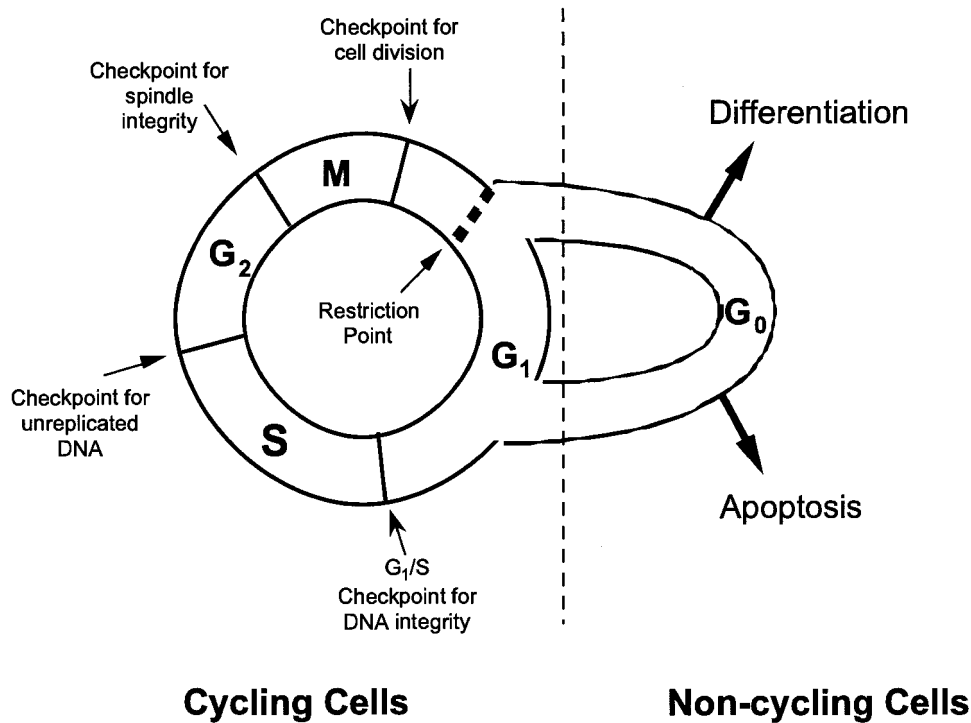 Checkpoint for
cell division
Checkpoint for
spindle
integrity
Differentiation
M
G₂
Restriction
Point
G₀
G₁
Checkpoint for
unreplicated
DNA
S
Apoptosis
G₁/S
Checkpoint for
DNA integrity
Cycling Cells
Non-cycling Cells